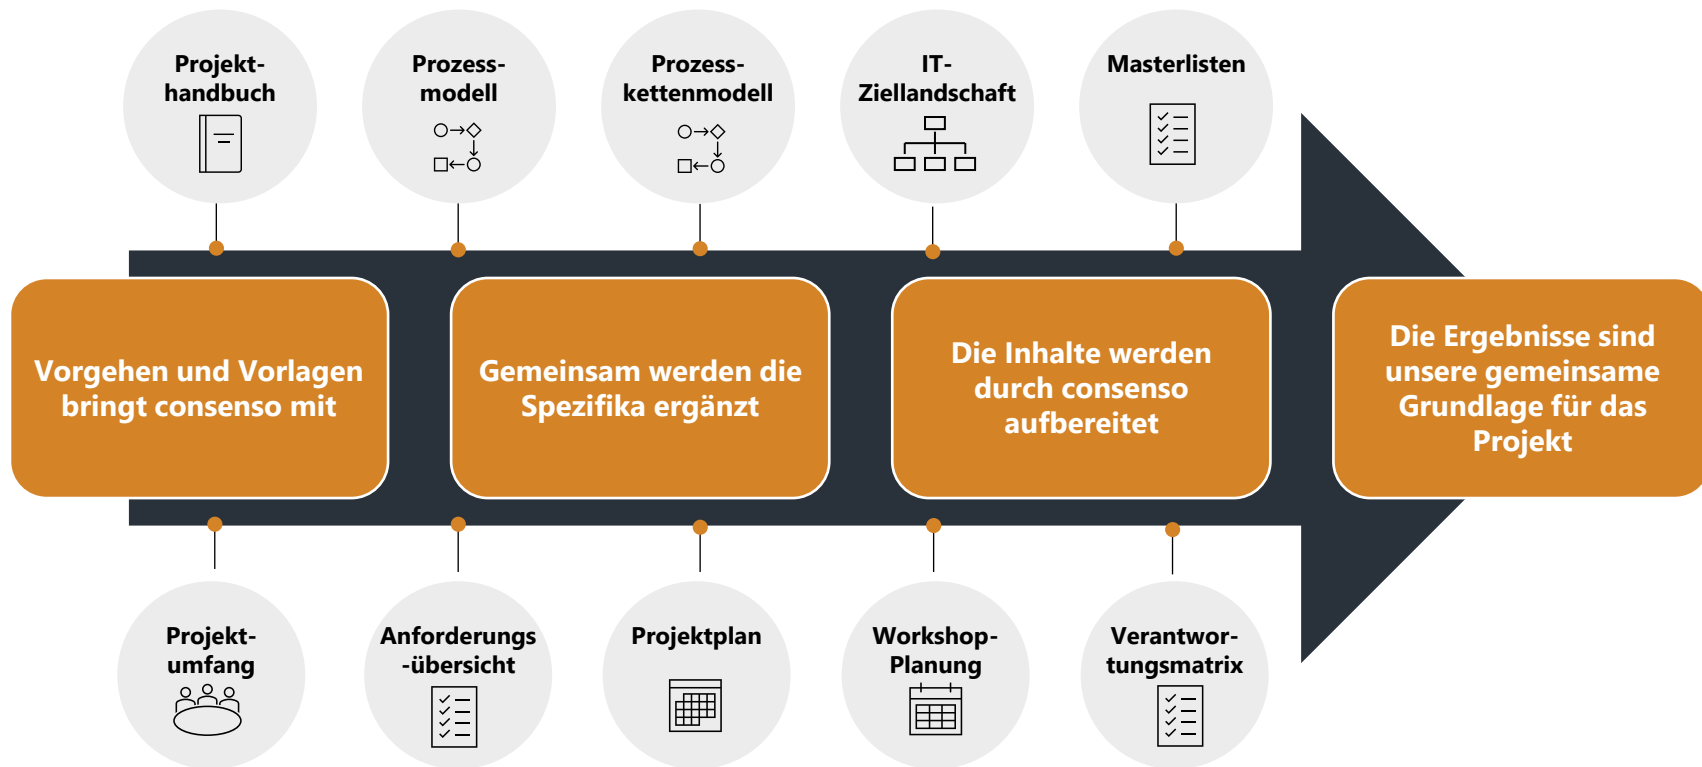 Projekt-
handbuch
Prozess-
modell
Prozess-
kettenmodell
IT-
Ziellandschaft
Masterlisten
Vorgehen und Vorlagen
bringt consenso mit
Gemeinsam werden die
Spezifika ergänzt
Die Inhalte werden
durch consenso
aufbereitet
Die Ergebnisse sind
unsere gemeinsame
Grundlage für das
Projekt
Projekt-
umfang
Anforderungs
-übersicht
Projektplan
Workshop-
Planung
Verantwor-
tungsmatrix